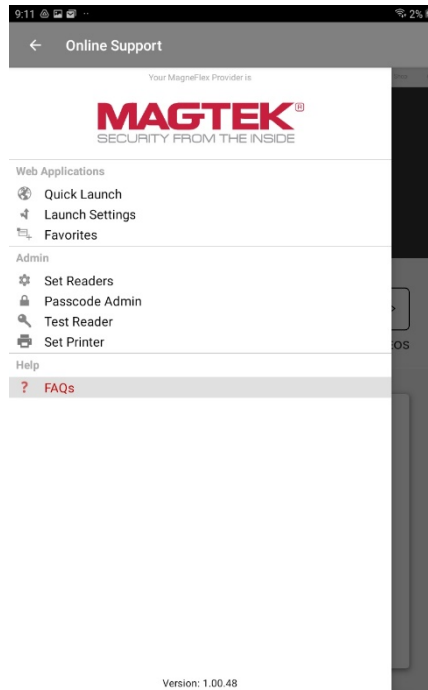 9:11 2%
Online Support
Your MagneFlex Provider is
MAGTEK®
SECURITY FROM THE INSIDE
Web Applications
Quick Launch
Launch Settings
Favorites
Admin
Set Readers
Passcode Admin
Test Reader
Set Printer
EOS
Help
? FAQs
Version: 1.00.48